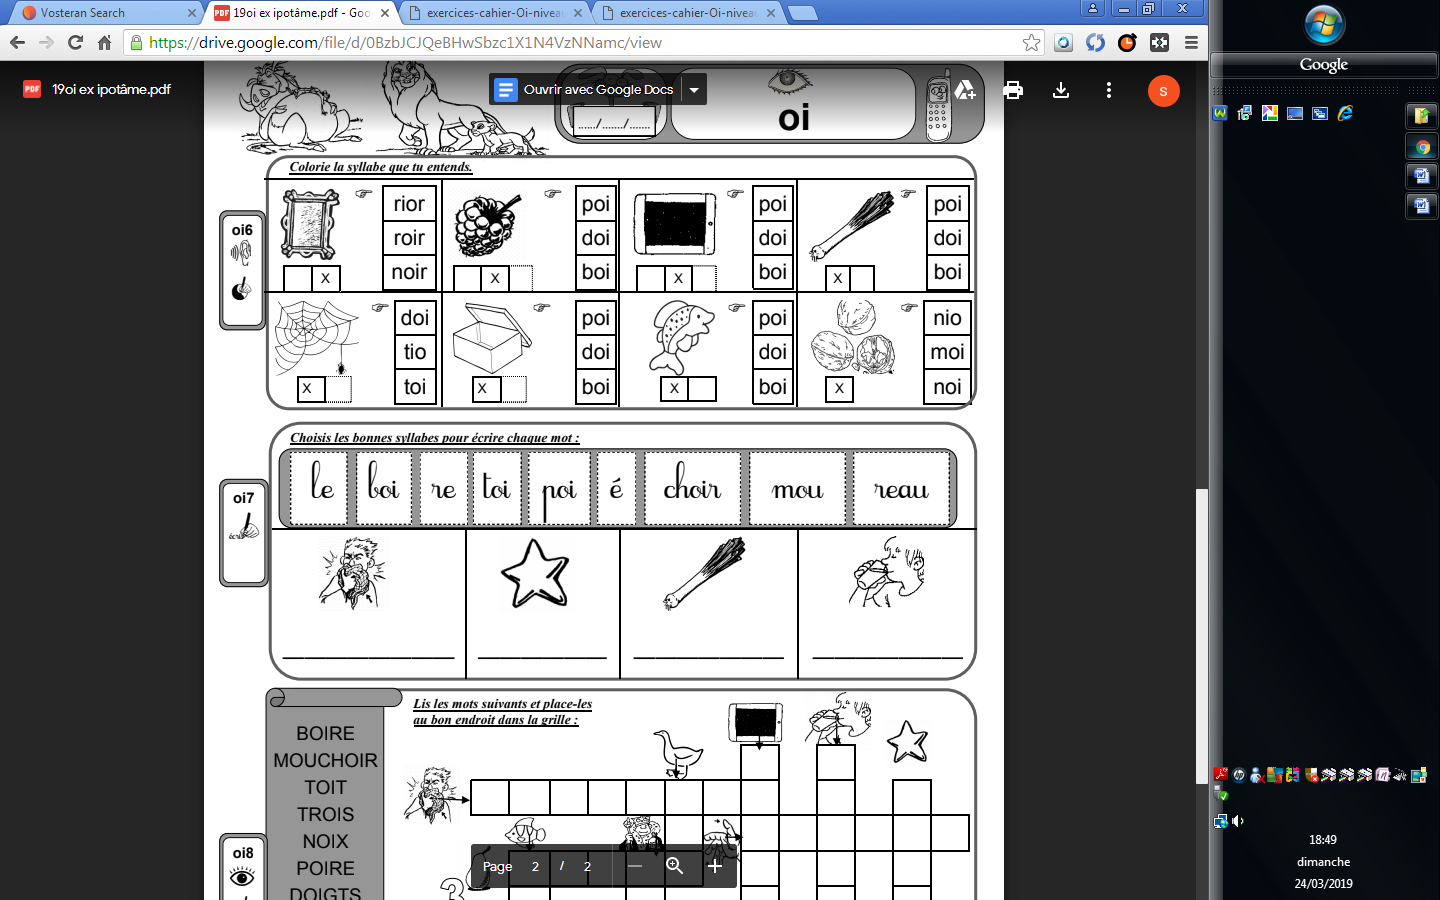 Vosteran Search
19oi ex ipotâme.pdf - Goo
exercices-cahier-Oi-nivea
exercices-cahier-Oi-nivea
https://drive.google.com/file/d/0BzbJCJQeBHwSbzc1X1N4VzNNamc/view
PDF 19oi ex ipotâme.pdf
Ouvrir avec Google Docs
s
Google
...../....../......
oi
Colorie la syllabe que tu entends.
oi6
rior
roir
noir
x
poi
doi
boi
x
poi
doi
boi
x
poi
doi
boi
x
doi
tio
toi
x
poi
doi
boi
x
poi
doi
boi
x
nio
moi
noi
x
Choisis les bonnes syllabes pour écrire chaque mot :
oi7
le boi re toi poi é choir mou reau
Lis les mots suivants et place-les
au bon endroit dans la grille :
BOIRE
MOUCHOIR
TOIT
TROIS
NOIX
POIRE
DOIGTS
oi8
3
Page 2 / 2
18:49
dimanche
24/03/2019